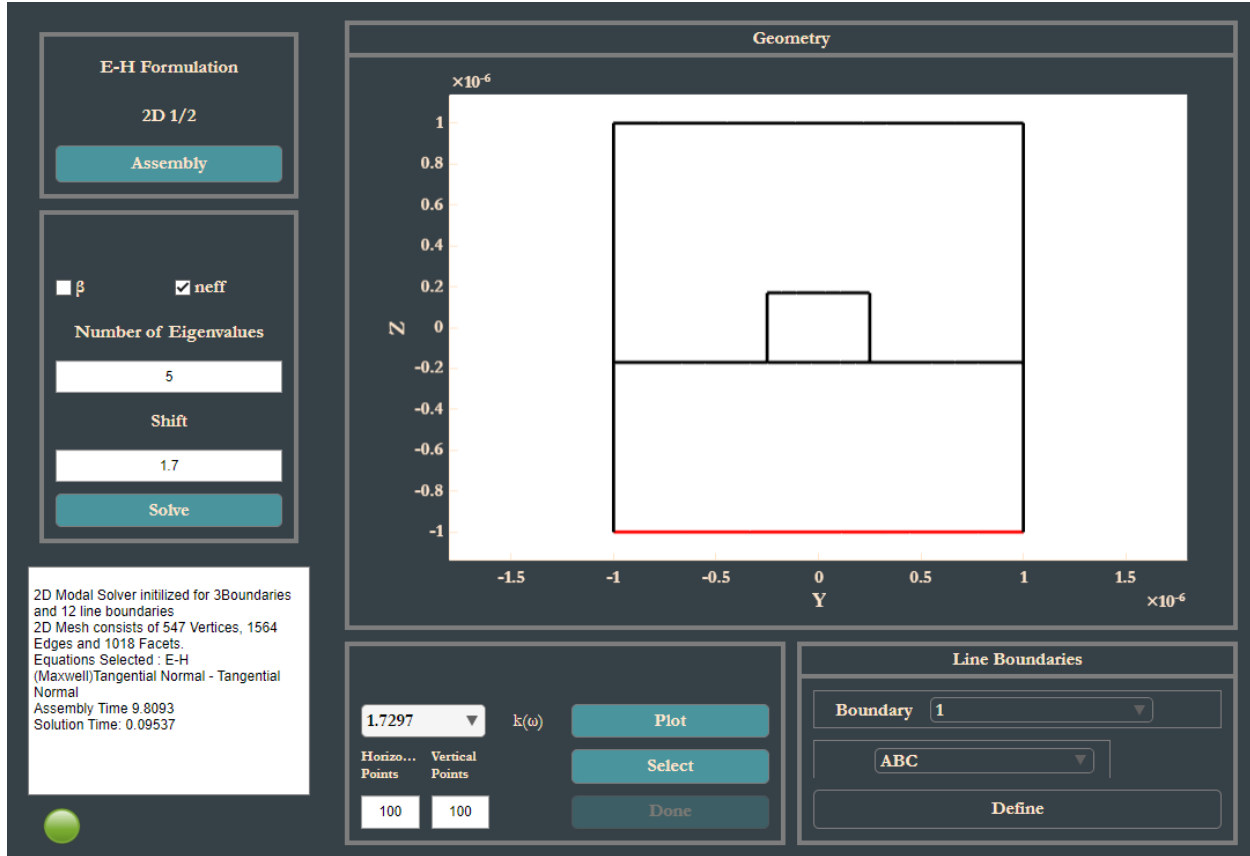 E-H Formulation
2D 1/2
Assembly
β
neff
Number of Eigenvalues
5
Shift
1.7
Solve
2D Modal Solver initilized for 3Boundaries
and 12 line boundaries
2D Mesh consists of 547 Vertices, 1564
Edges and 1018 Facets.
Equations Selected : E-H
(Maxwell)Tangential Normal - Tangential
Normal
Assembly Time 9.8093
Solution Time: 0.09537
Geometry
×10⁻⁶
1
0.8
0.6
0.4
0.2
Z
0
-0.2
-0.4
-0.6
-0.8
-1
-1.5 -1 -0.5 0 0.5 1 1.5
Y
×10⁻⁶
1.7297
k(ω)
Plot
Horizo... Vertical
Points Points
Select
100 100
Done
Line Boundaries
Boundary 1
ABC
Define